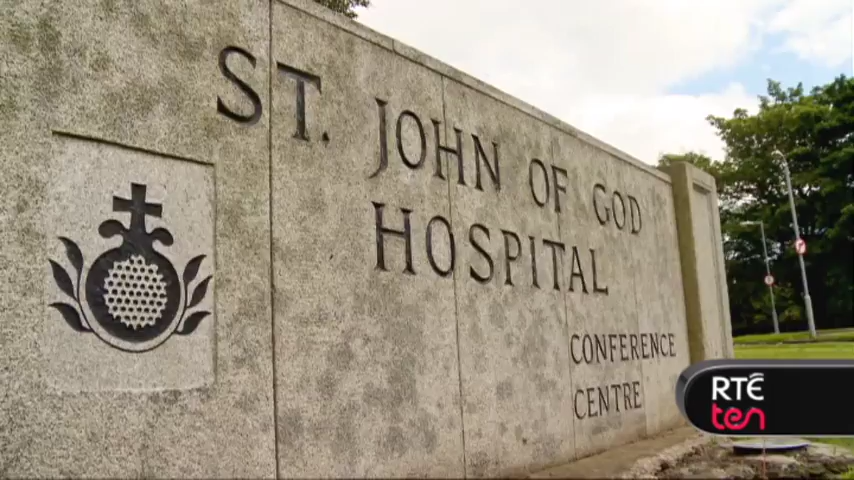 ST. JOHN OF GOD
HOSPITAL
CONFERENCE
CENTRE
RTÉ
ten